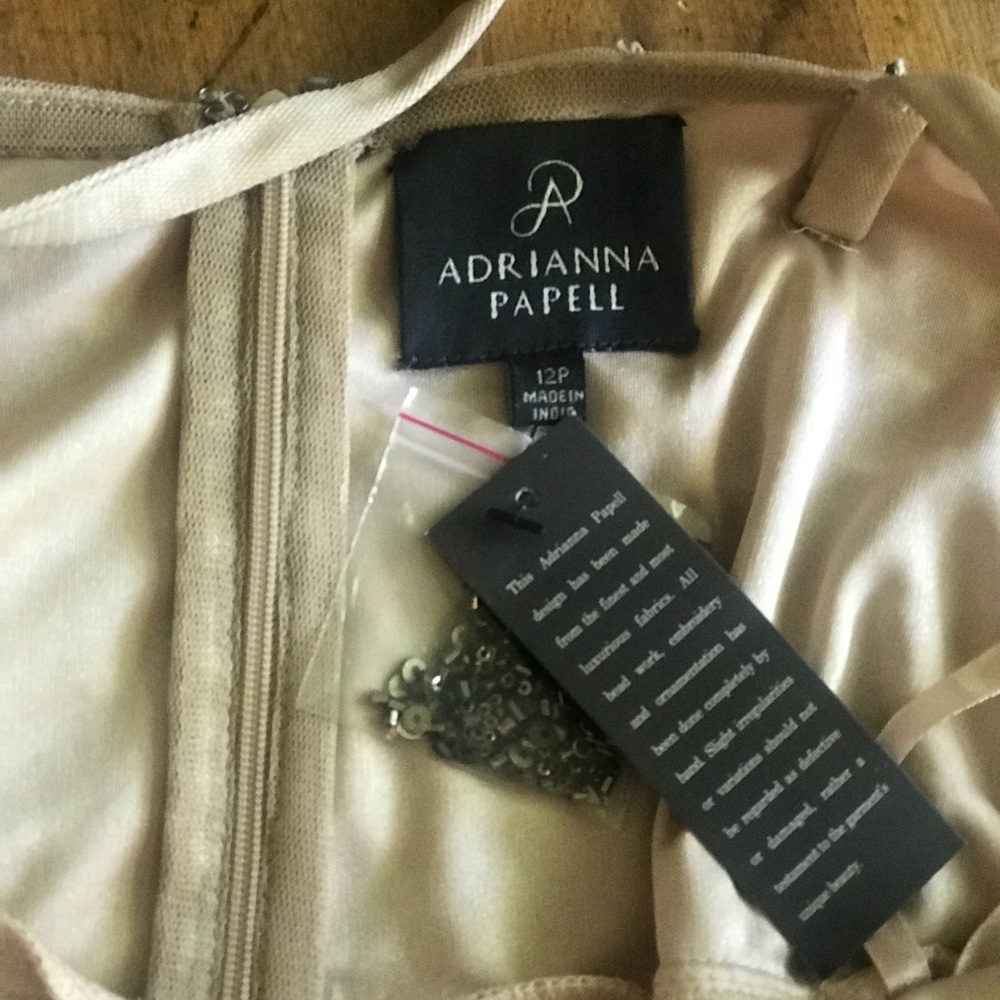 ADRIANNA
PAPELL
12P
MADE IN
INDIA
This Adrianna Papell
design has been made
from the finest and most
luxurious fabrics. All
bead work, embroidery
and ornamentation has
been done completely by
hand. Slight irregularities
or variations should not
be regarded as defective
or damaged, rather a
testament to the garment's
unique beauty.